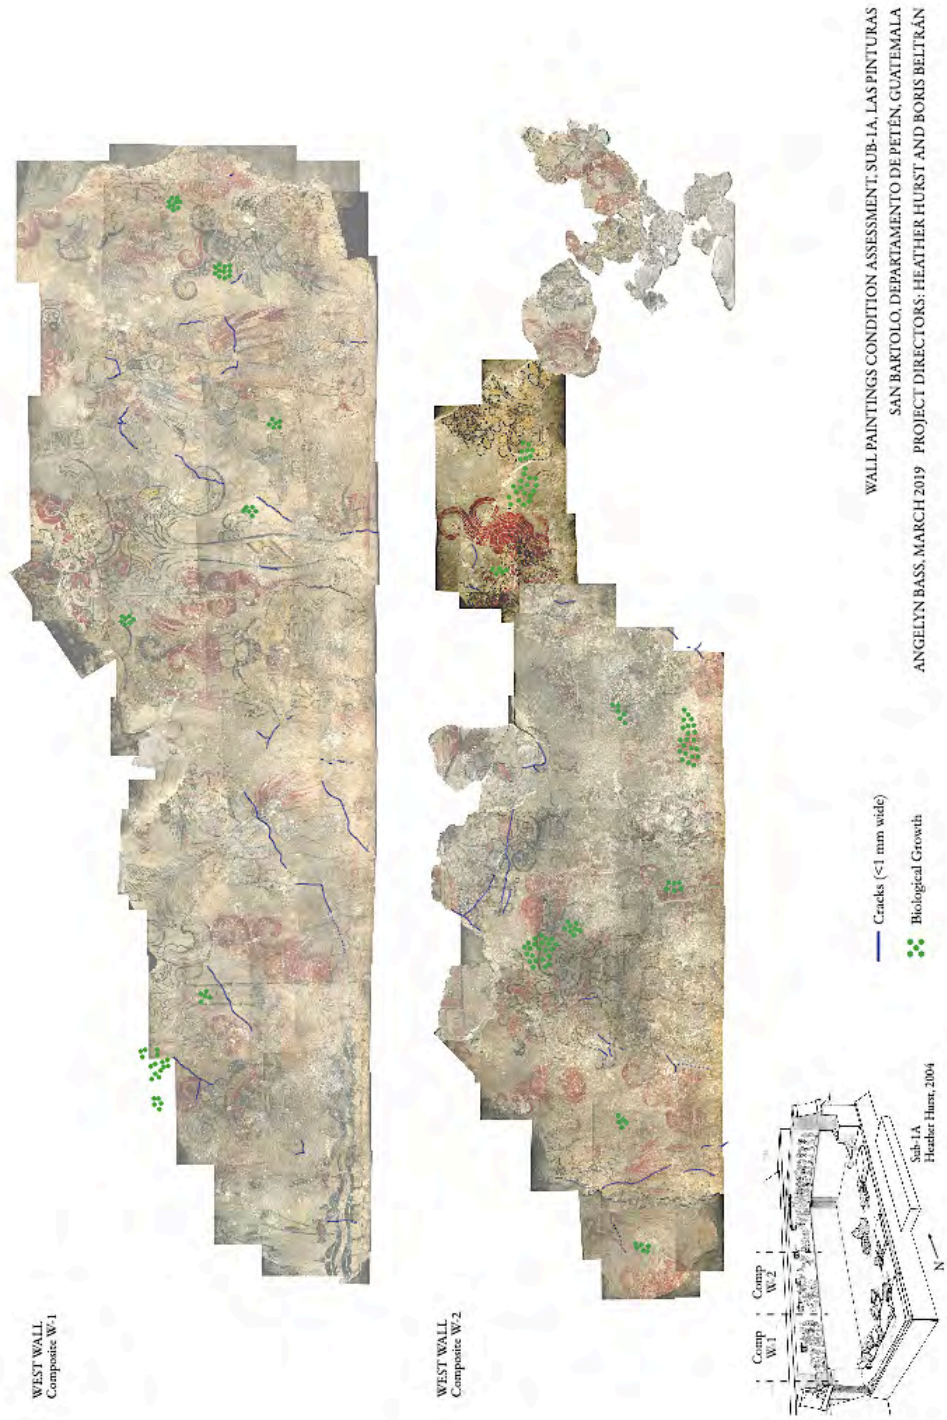 WEST WALL
Composite W-1
WEST WALL
Composite W-2
Comp
W-1
Comp
W-2
N
Sub-1A
Heather Hurst, 2004
Cracks (<1 mm wide)
Biological Growth
WALL PAINTINGS CONDITION ASSESSMENT, SUB-1A, LAS PINTURAS
SAN BARTOLO, DEPARTAMENTO DE PETÉN, GUATEMALA
ANGELYN BASS, MARCH 2019 PROJECT DIRECTORS: HEATHER HURST AND BORIS BELTRÁN